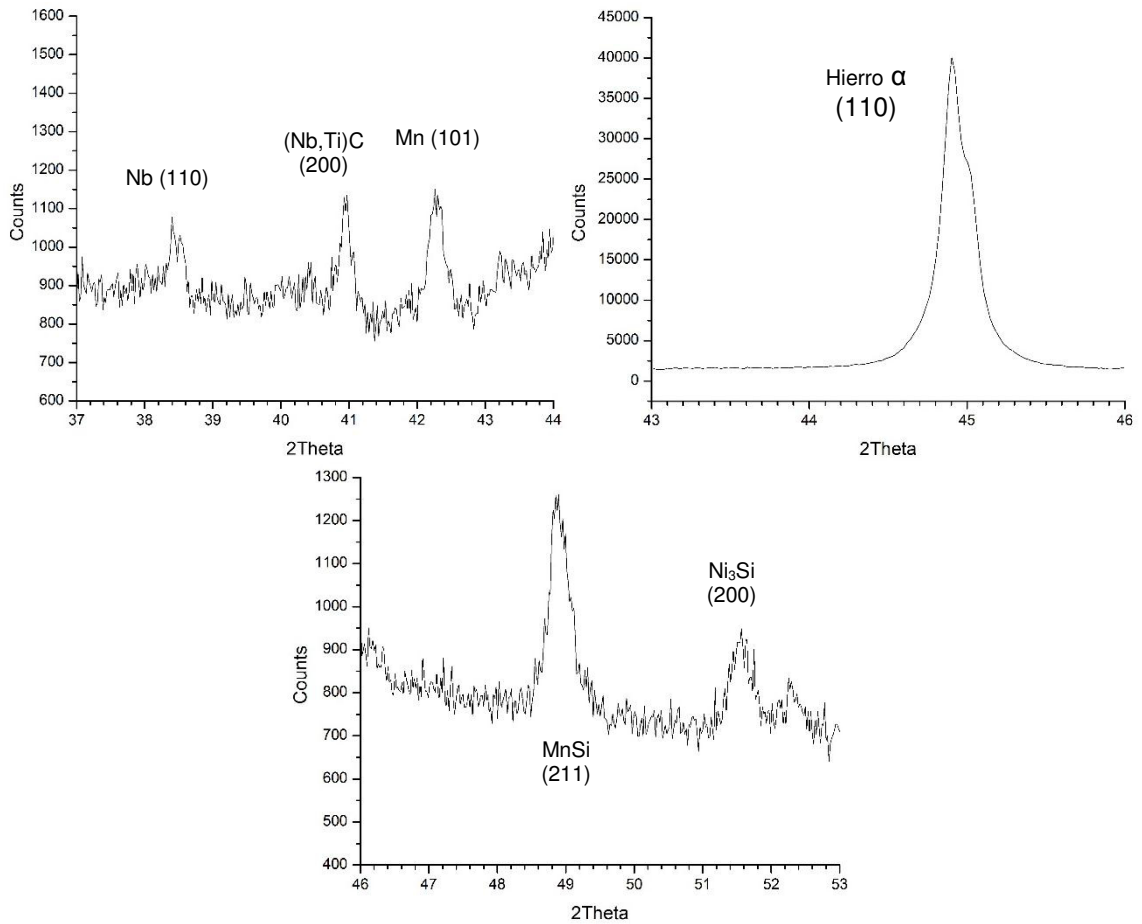 1600
1500
1400
1300
1200
1100
1000
900
800
700
600
Counts
Nb (110)
(Nb,Ti)C
(200)
Mn (101)
37 38 39 40 41 42 43 44
2Theta
45000
40000
35000
30000
25000
20000
15000
10000
5000
0
Counts
Hierro α
(110)
43 44 45 46
2Theta
1300
1200
1100
1000
900
800
700
600
500
400
Counts
MnSi
(211)
Ni₃Si
(200)
46 47 48 49 50 51 52 53
2Theta